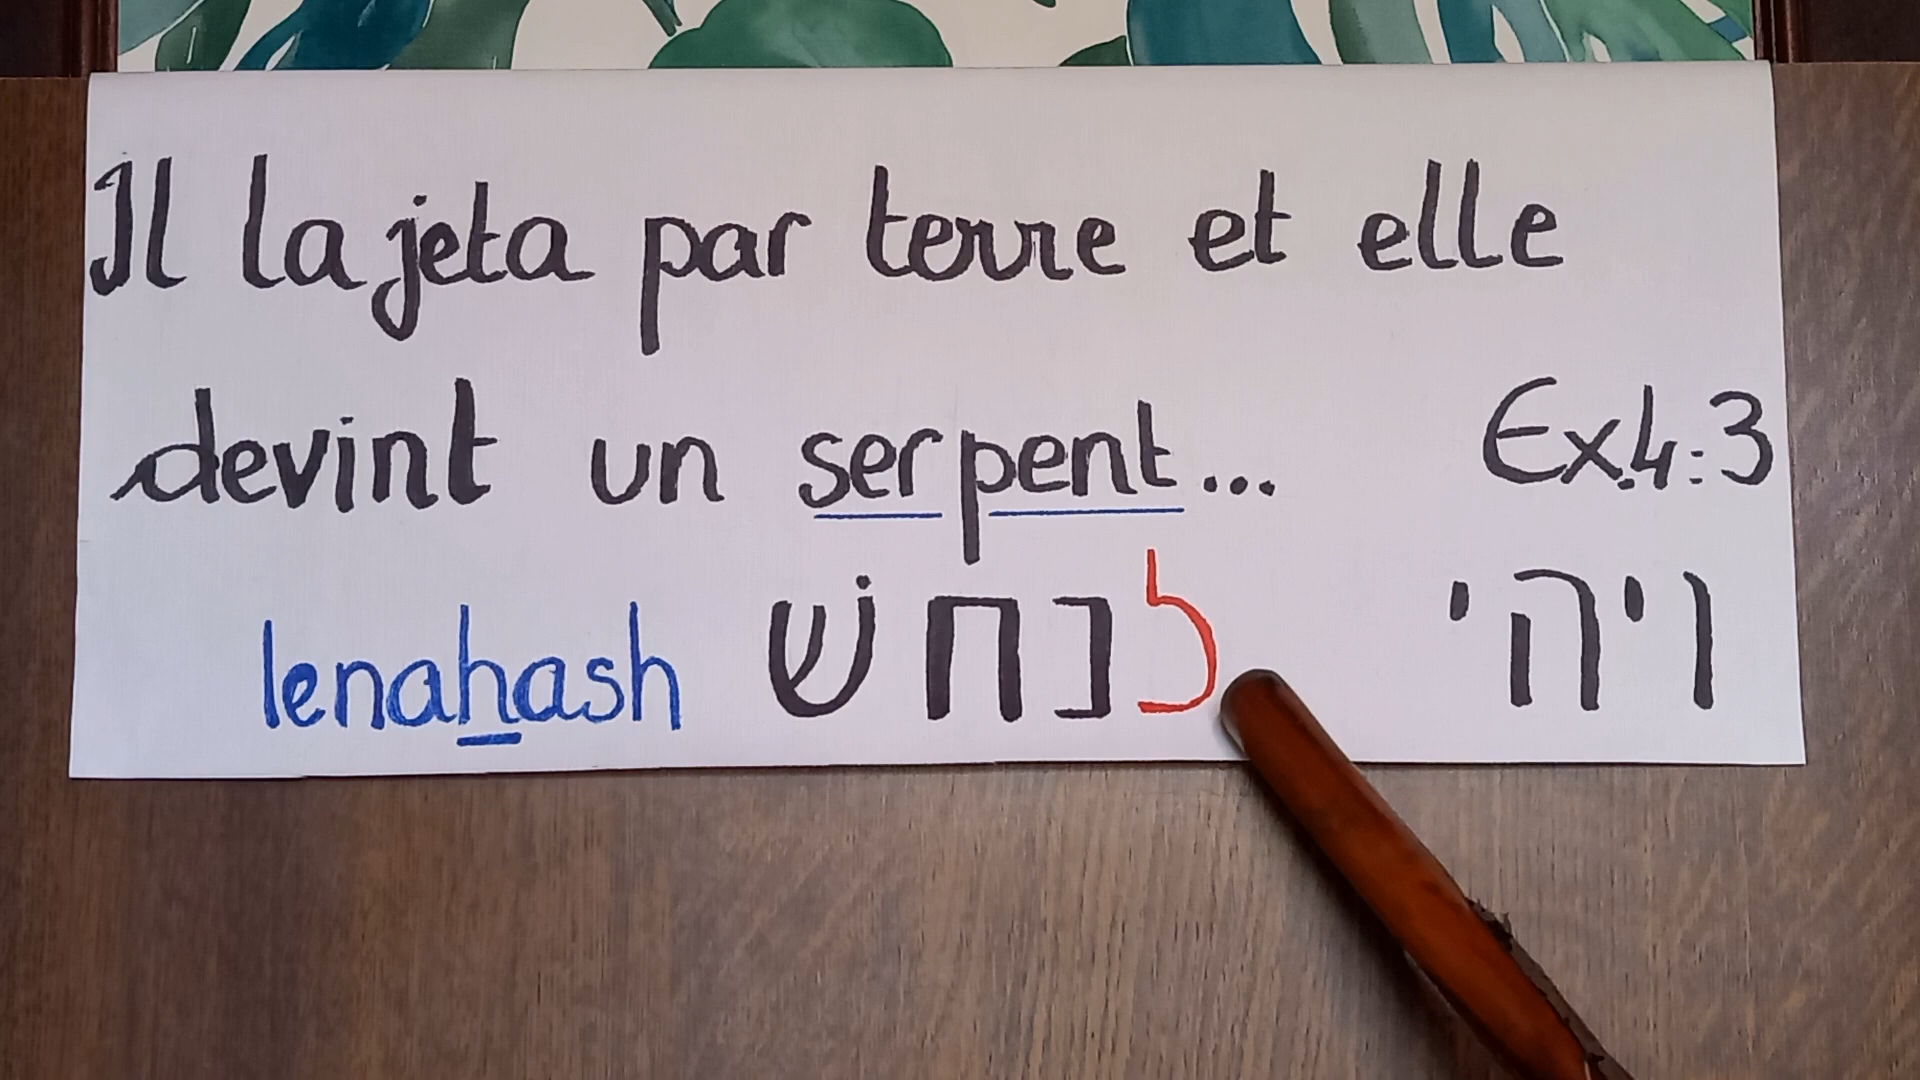 Il la jeta par terre et elle
devint un serpent... Ex.4:3
lenahash ויהי לנחשׁ